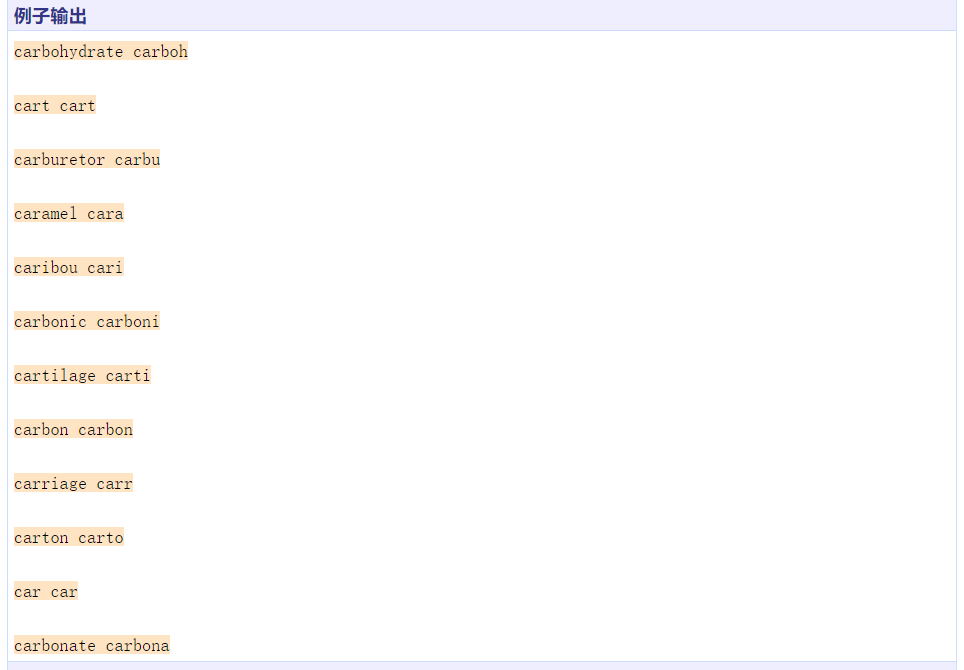 例子输出
carbohydrate carboh
cart cart
carburetor carbu
caramel cara
caribou cari
carbonic carboni
cartilage carti
carbon carbon
carriage carr
carton carto
car car
carbonate carbona